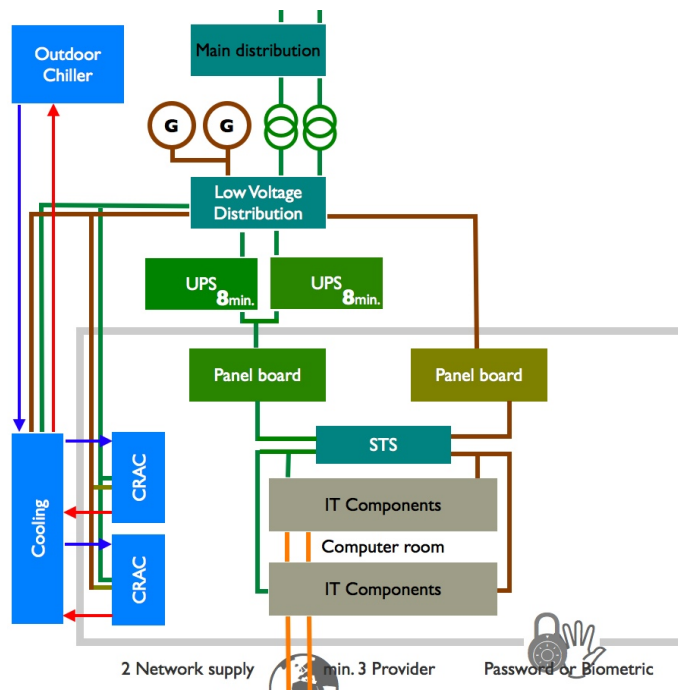 Outdoor
Chiller
Main distribution
G
G
Low Voltage
Distribution
UPS
8min.
UPS
8min.
Panel board
Panel board
STS
CRAC
IT Components
Cooling
Computer room
CRAC
IT Components
2 Network supply
min. 3 Provider
Password or Biometric